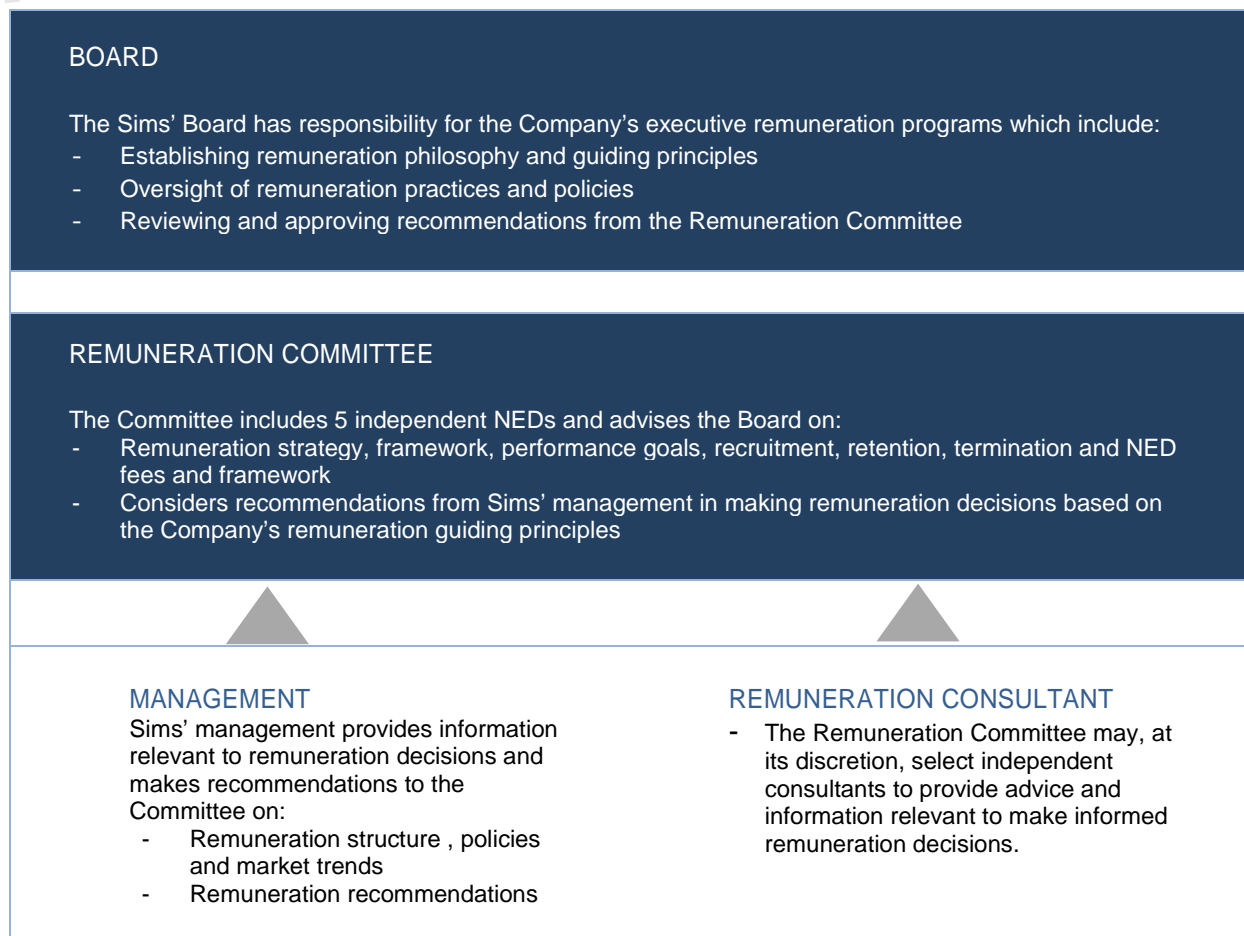 BOARD
The Sims' Board has responsibility for the Company's executive remuneration programs which include:
- Establishing remuneration philosophy and guiding principles
- Oversight of remuneration practices and policies
- Reviewing and approving recommendations from the Remuneration Committee
REMUNERATION COMMITTEE
The Committee includes 5 independent NEDs and advises the Board on:
- Remuneration strategy, framework, performance goals, recruitment, retention, termination and NED
fees and framework
- Considers recommendations from Sims' management in making remuneration decisions based on
the Company's remuneration guiding principles
MANAGEMENT
Sims' management provides information
relevant to remuneration decisions and
makes recommendations to the
Committee on:
- Remuneration structure , policies
and market trends
- Remuneration recommendations
REMUNERATION CONSULTANT
- The Remuneration Committee may, at
its discretion, select independent
consultants to provide advice and
information relevant to make informed
remuneration decisions.